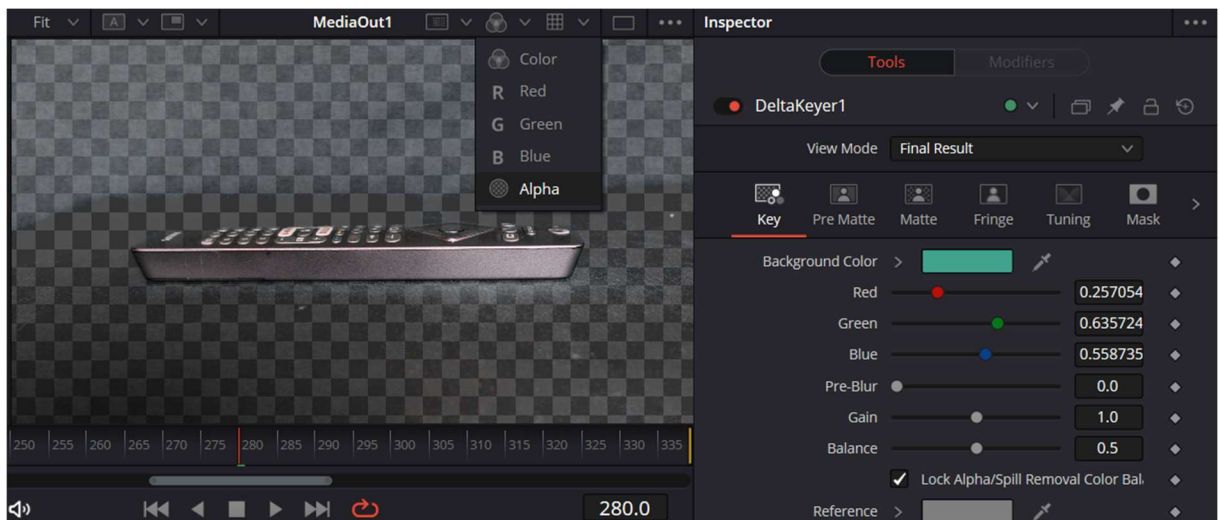 Fit A MediaOut1 Inspector
Color
R Red
G Green
B Blue
Alpha
Tools Modifiers
DeltaKeyer1
View Mode Final Result
Key Pre Matte Matte Fringe Tuning Mask
Background Color
Red 0.257054
Green 0.635724
Blue 0.558735
Pre-Blur 0.0
Gain 1.0
Balance 0.5
Lock Alpha/Spill Removal Color Bal
Reference
250 255 260 265 270 275 280 285 290 295 300 305 310 315 320 325 330 335
280.0